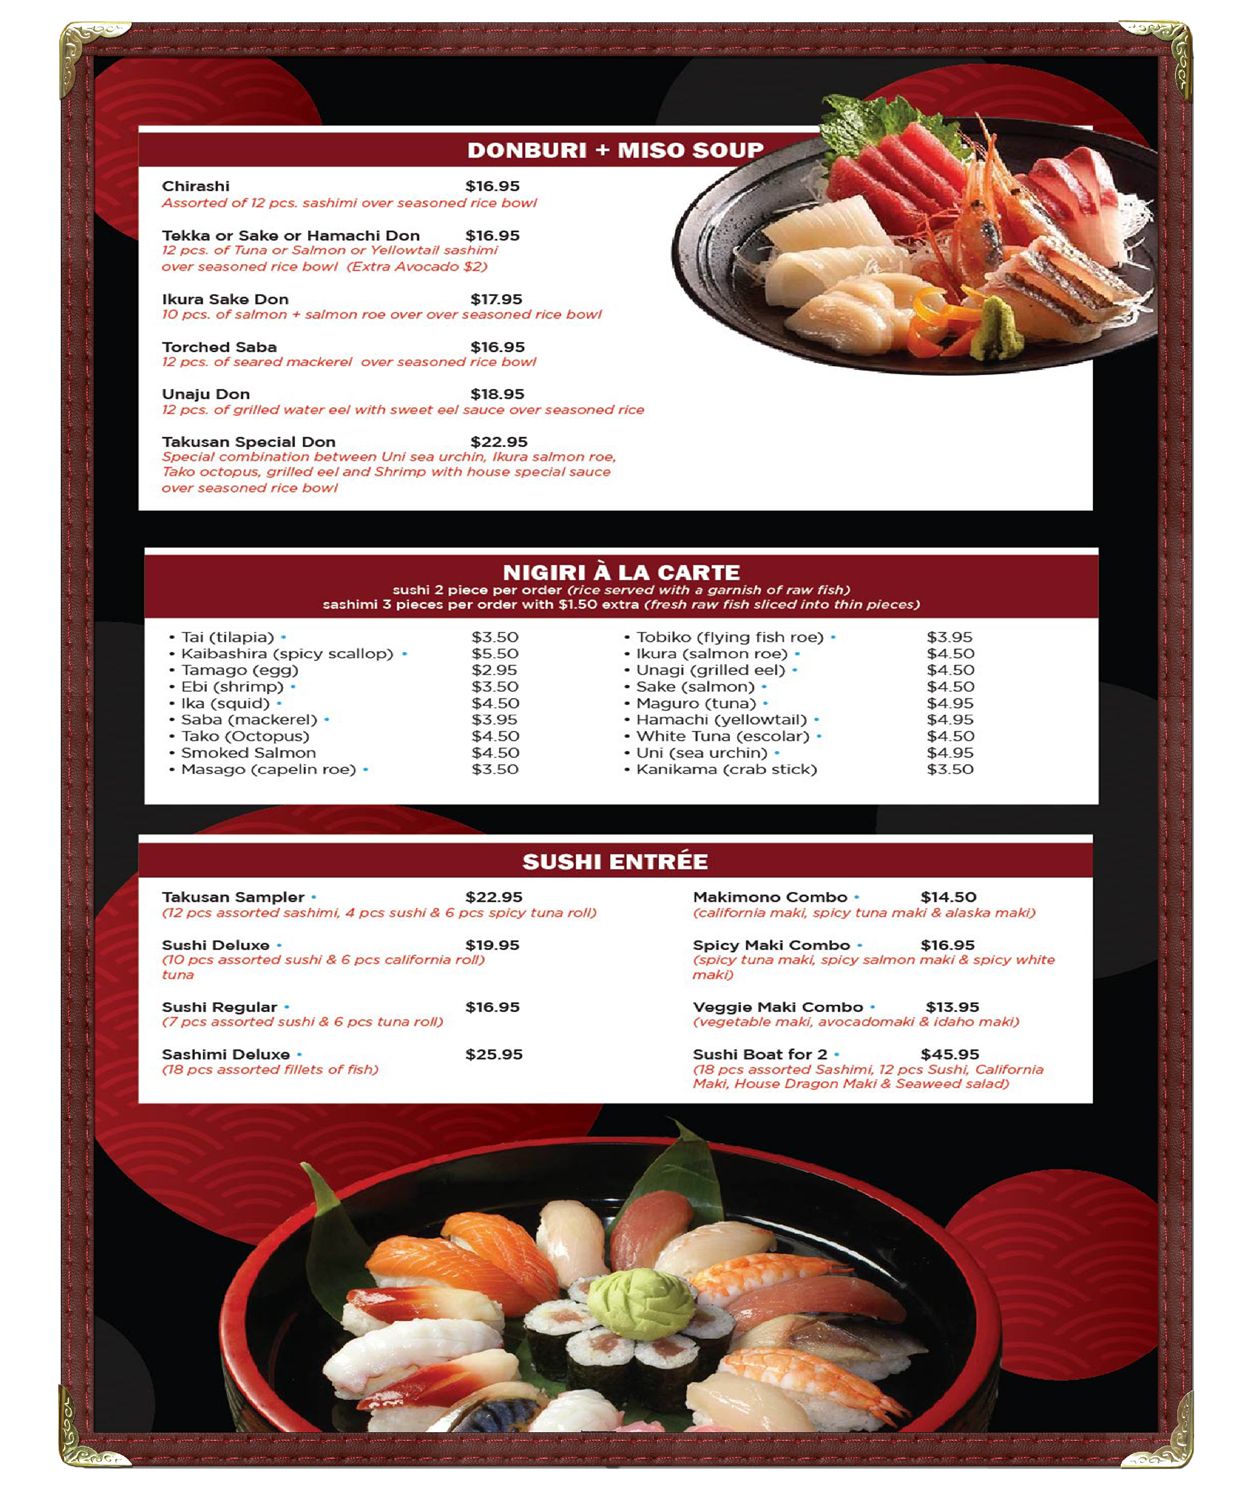 DONBURI + MISO SOUP
Chirashi $16.95
Assorted of 12 pcs. sashimi over seasoned rice bowl
Tekka or Sake or Hamachi Don $16.95
12 pcs. of Tuna or Salmon or Yellowtail sashimi
over seasoned rice bowl (Extra Avocado $2)
Ikura Sake Don $17.95
10 pcs. of salmon + salmon roe over over seasoned rice bowl
Torched Saba $16.95
12 pcs. of seared mackerel over seasoned rice bowl
Unaju Don $18.95
12 pcs. of grilled water eel with sweet eel sauce over seasoned rice
Takusan Special Don $22.95
Special combination between Uni sea urchin, Ikura salmon roe,
Tako octopus, grilled eel and Shrimp with house special sauce
over seasoned rice bowl
NIGIRI À LA CARTE
sushi 2 piece per order (rice served with a garnish of raw fish)
sashimi 3 pieces per order with $1.50 extra (fresh raw fish sliced into thin pieces)
• Tai (tilapia) • $3.50
• Kaibashira (spicy scallop) • $5.50
• Tamago (egg) $2.95
• Ebi (shrimp) • $3.50
• Ika (squid) • $4.50
• Saba (mackerel) • $3.95
• Tako (Octopus) $4.50
• Smoked Salmon $4.50
• Masago (capelin roe) • $3.50
• Tobiko (flying fish roe) • $3.95
• Ikura (salmon roe) • $4.50
• Unagi (grilled eel) • $4.50
• Sake (salmon) • $4.50
• Maguro (tuna) • $4.95
• Hamachi (yellowtail) • $4.95
• White Tuna (escolar) • $4.50
• Uni (sea urchin) • $4.95
• Kanikama (crab stick) $3.50
SUSHI ENTRÉE
Takusan Sampler • $22.95
(12 pcs assorted sashimi, 4 pcs sushi & 6 pcs spicy tuna roll)
Sushi Deluxe • $19.95
(10 pcs assorted sushi & 6 pcs california roll)
tuna
Sushi Regular • $16.95
(7 pcs assorted sushi & 6 pcs tuna roll)
Sashimi Deluxe • $25.95
(18 pcs assorted fillets of fish)
Makimono Combo • $14.50
(california maki, spicy tuna maki & alaska maki)
Spicy Maki Combo • $16.95
(spicy tuna maki, spicy salmon maki & spicy white
maki)
Veggie Maki Combo • $13.95
(vegetable maki, avocadomaki & idaho maki)
Sushi Boat for 2 • $45.95
(18 pcs assorted Sashimi, 12 pcs Sushi, California
Maki, House Dragon Maki & Seaweed salad)